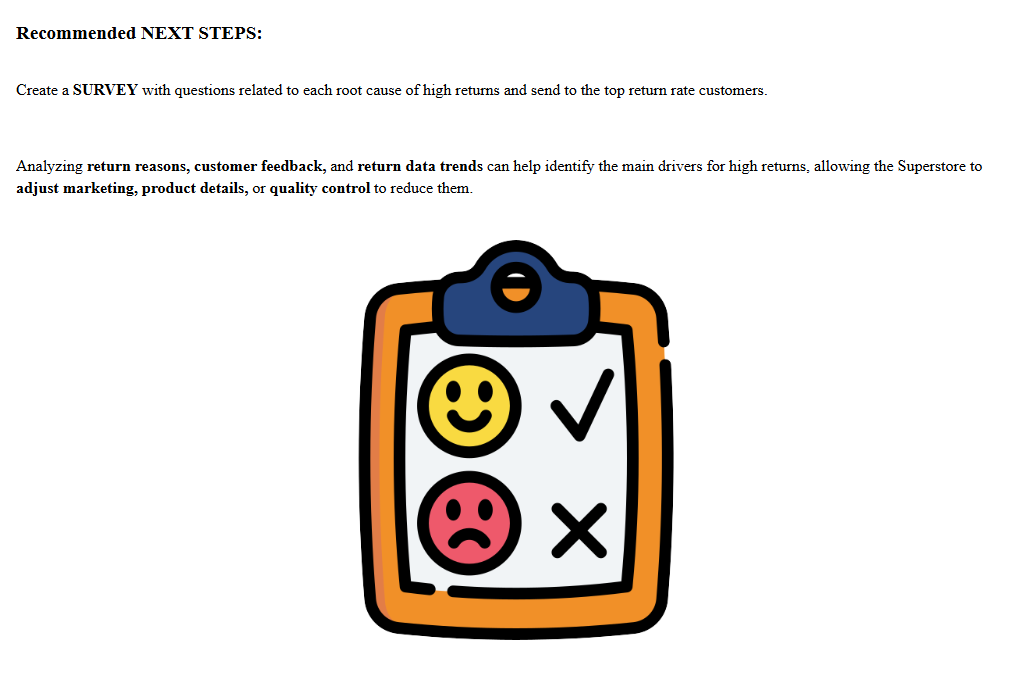 Recommended NEXT STEPS:
Create a SURVEY with questions related to each root cause of high returns and send to the top return rate customers.
Analyzing return reasons, customer feedback, and return data trends can help identify the main drivers for high returns, allowing the Superstore to
adjust marketing, product details, or quality control to reduce them.